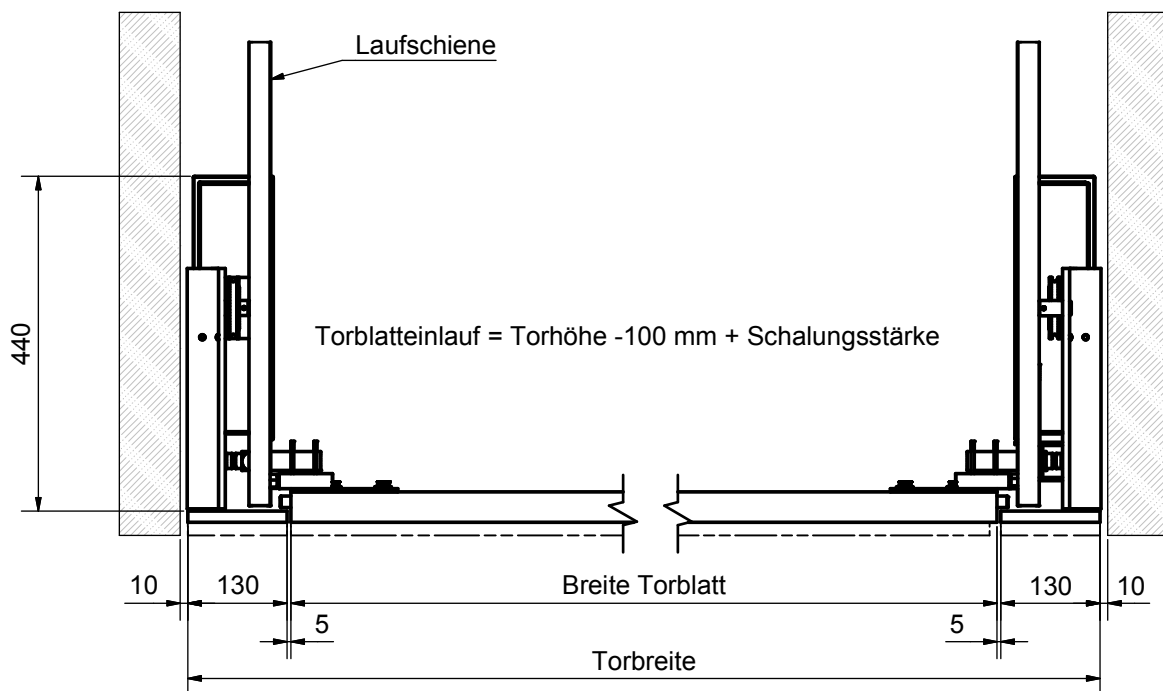 Laufschiene
440
Torblatteinlauf = Torhöhe -100 mm + Schalungsstärke
10 130 Breite Torblatt 130 10
5 5
Torbreite